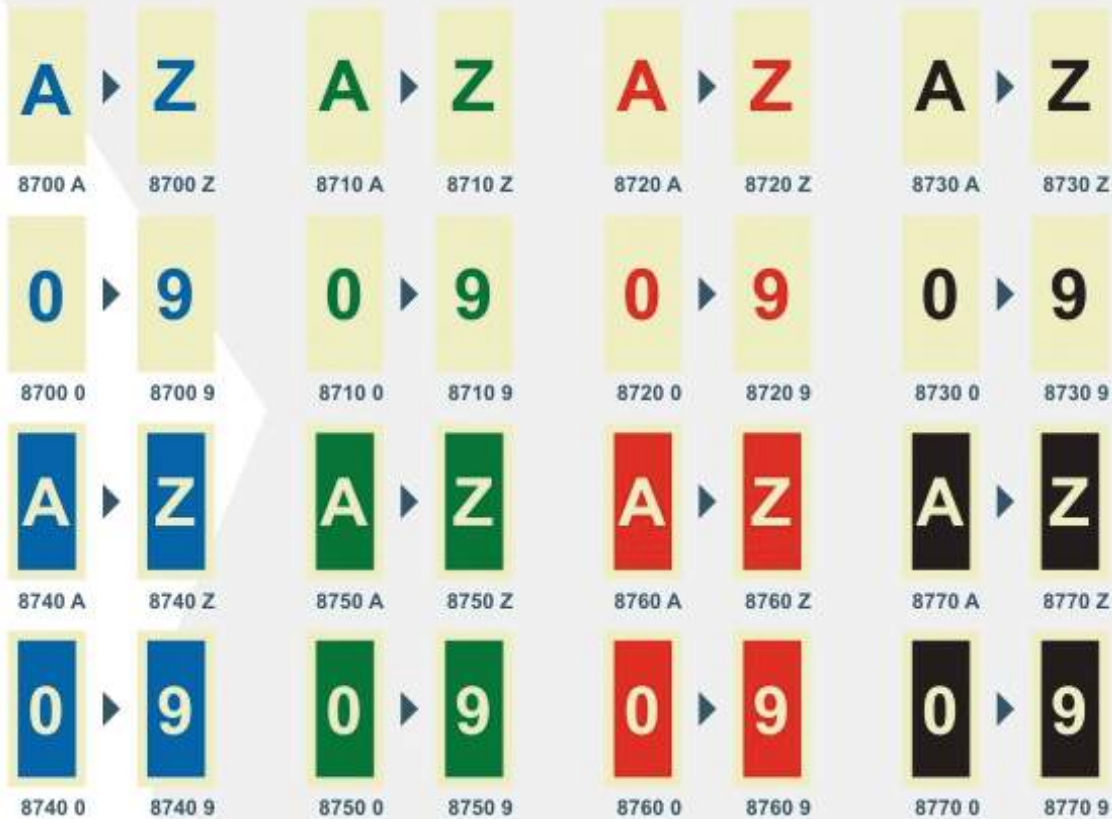 A Z A Z A Z A Z
8700 A 8700 Z 8710 A 8710 Z 8720 A 8720 Z 8730 A 8730 Z
0 9 0 9 0 9 0 9
8700 0 8700 9 8710 0 8710 9 8720 0 8720 9 8730 0 8730 9
A Z A Z A Z A Z
8740 A 8740 Z 8750 A 8750 Z 8760 A 8760 Z 8770 A 8770 Z
0 9 0 9 0 9 0 9
8740 0 8740 9 8750 0 8750 9 8760 0 8760 9 8770 0 8770 9